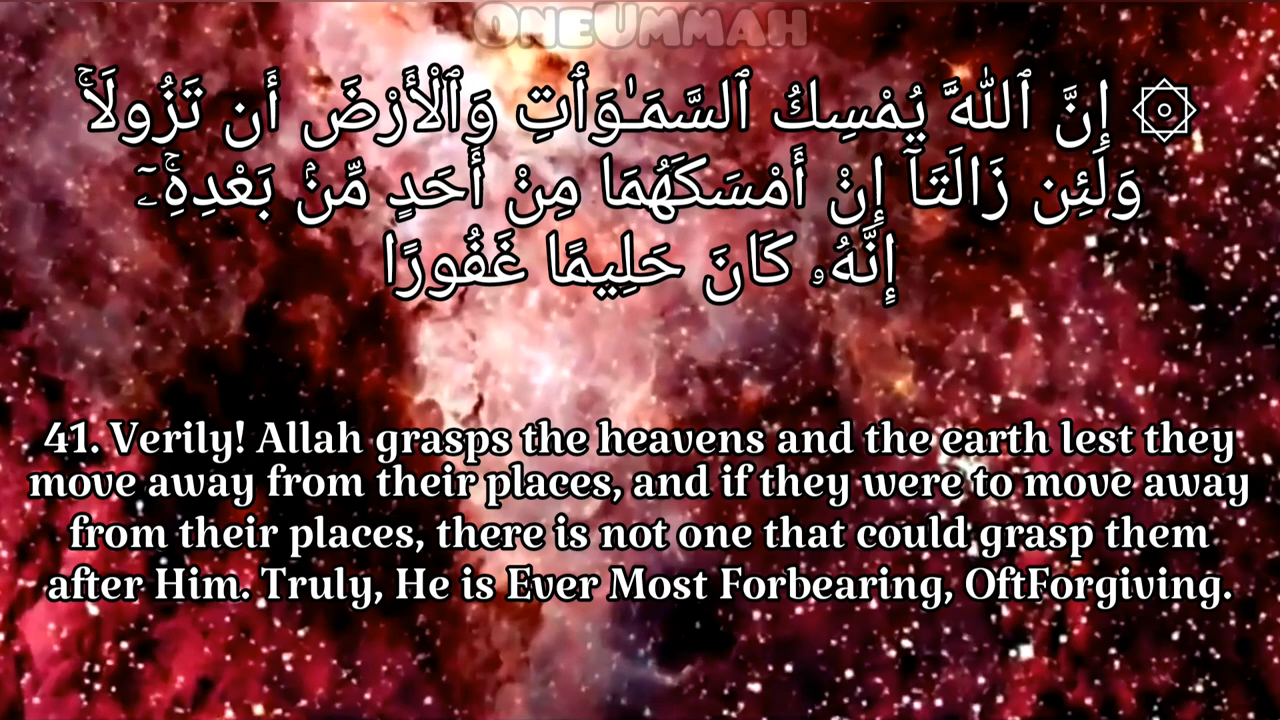 OneUmmah
۞ إِنَّ ٱللَّهَ يُمْسِكُ ٱلسَّمَـٰوَٲتِ وَٱلْأَرْضَ أَن تَزُولَاۚ
وَلَئِن زَالَتَآ إِنْ أَمْسَكَهُمَا مِنْ أَحَدٍ مِّنۢ بَعْدِهِۚۦٓ
إِنَّهُۥ كَانَ حَلِيمًا غَفُورًا
41. Verily! Allah grasps the heavens and the earth lest they
move away from their places, and if they were to move away
from their places, there is not one that could grasp them
after Him. Truly, He is Ever Most Forbearing, OftForgiving.